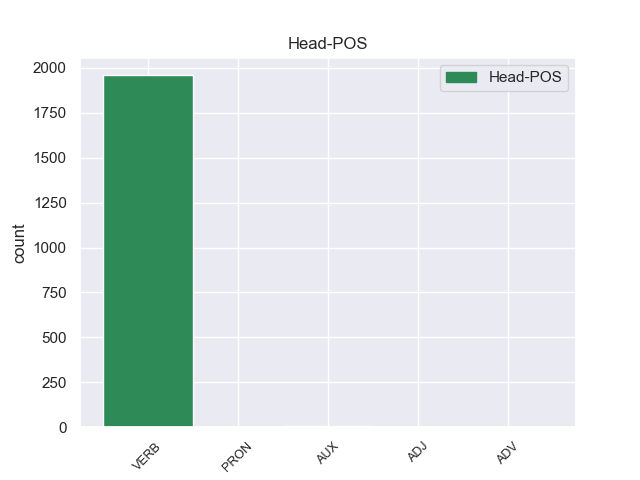 Head-POS
Head-POS
2000
1750
1500
1250
1000
750
500
250
0
count
VERB
PRON
AUX
ADJ
ADV